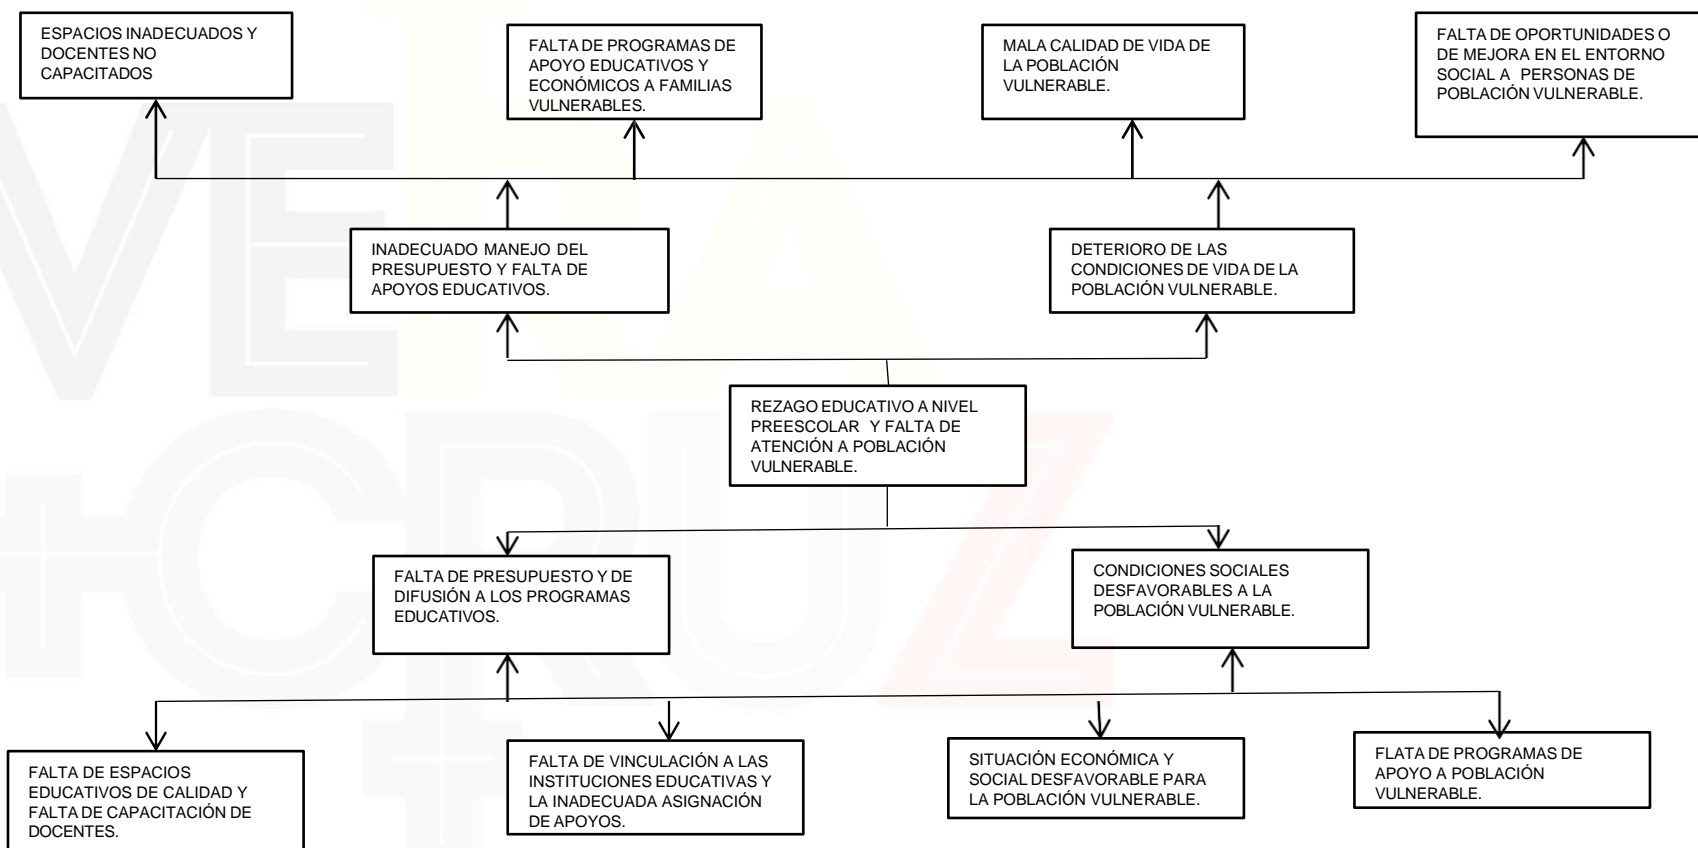 ESPACIOS INADECUADOS Y
DOCENTES NO
CAPACITADOS
FALTA DE PROGRAMAS DE
APOYO EDUCATIVOS Y
ECONÓMICOS A FAMILIAS
VULNERABLES.
MALA CALIDAD DE VIDA DE
LA POBLACIÓN
VULNERABLE.
FALTA DE OPORTUNIDADES O
DE MEJORA EN EL ENTORNO
SOCIAL A PERSONAS DE
POBLACIÓN VULNERABLE.
INADECUADO MANEJO DEL
PRESUPUESTO Y FALTA DE
APOYOS EDUCATIVOS.
DETERIORO DE LAS
CONDICIONES DE VIDA DE LA
POBLACIÓN VULNERABLE.
REZAGO EDUCATIVO A NIVEL
PREESCOLAR Y FALTA DE
ATENCIÓN A POBLACIÓN
VULNERABLE.
FALTA DE PRESUPUESTO Y DE
DIFUSIÓN A LOS PROGRAMAS
EDUCATIVOS.
CONDICIONES SOCIALES
DESFAVORABLES A LA
POBLACIÓN VULNERABLE.
FALTA DE ESPACIOS
EDUCATIVOS DE CALIDAD Y
FALTA DE CAPACITACIÓN DE
DOCENTES.
FALTA DE VINCULACIÓN A LAS
INSTITUCIONES EDUCATIVAS Y
LA INADECUADA ASIGNACIÓN
DE APOYOS.
SITUACIÓN ECONÓMICA Y
SOCIAL DESFAVORABLE PARA
LA POBLACIÓN VULNERABLE.
FLATA DE PROGRAMAS DE
APOYO A POBLACIÓN
VULNERABLE.
VERA
CRUZ